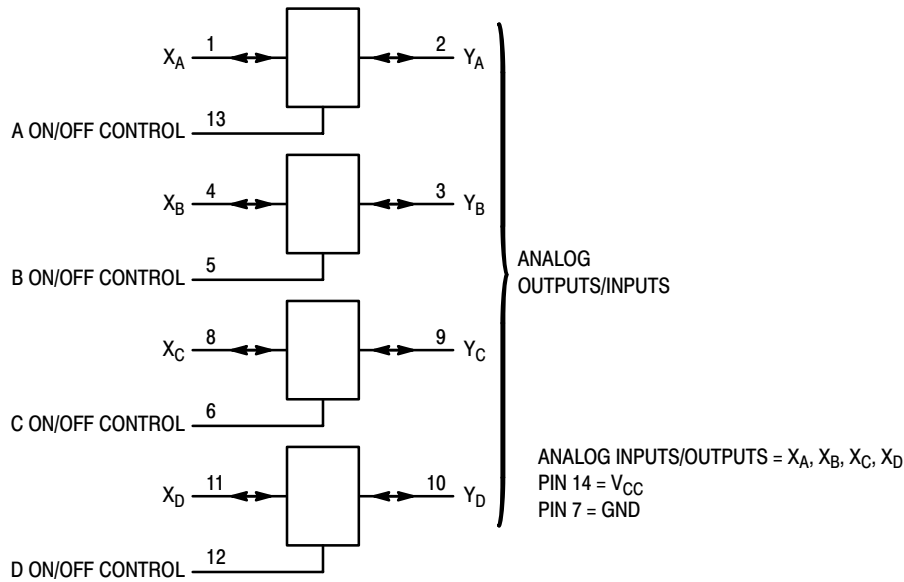 X_A 1 2 Y_A
A ON/OFF CONTROL 13
X_B 4 3 Y_B
B ON/OFF CONTROL 5
ANALOG
OUTPUTS/INPUTS
X_C 8 9 Y_C
C ON/OFF CONTROL 6
X_D 11 10 Y_D
D ON/OFF CONTROL 12
ANALOG INPUTS/OUTPUTS = X_A, X_B, X_C, X_D
PIN 14 = V_CC
PIN 7 = GND